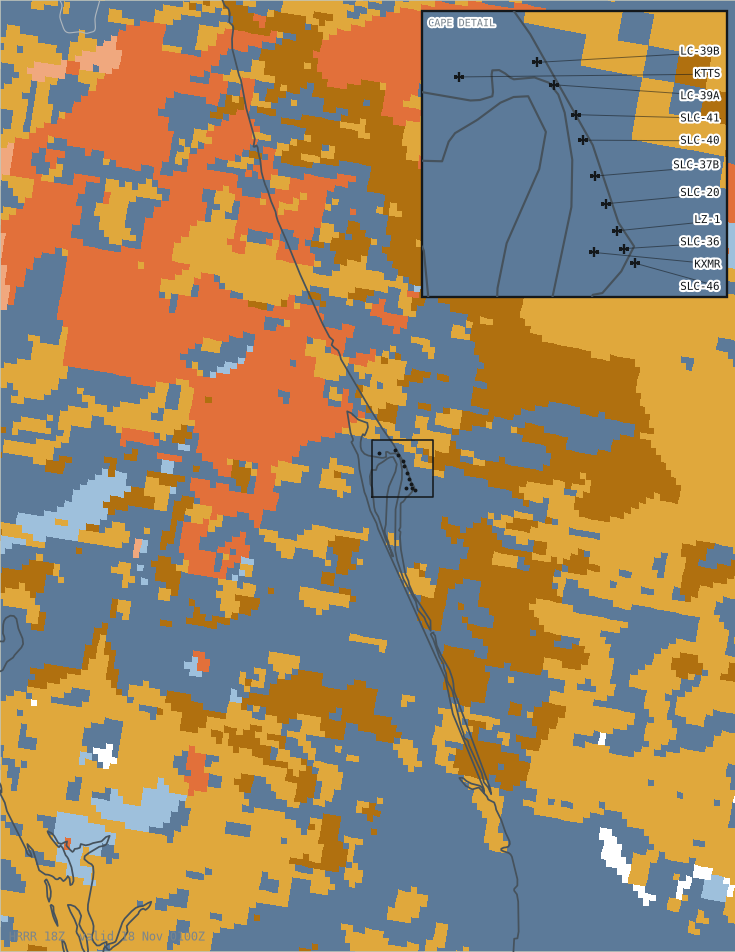 CAPE DETAIL
LC-39B
KTTS
LC-39A
SLC-41
SLC-40
SLC-37B
SLC-20
LZ-1
SLC-36
KXMR
SLC-46
HRRR 18Z valid 28 Nov